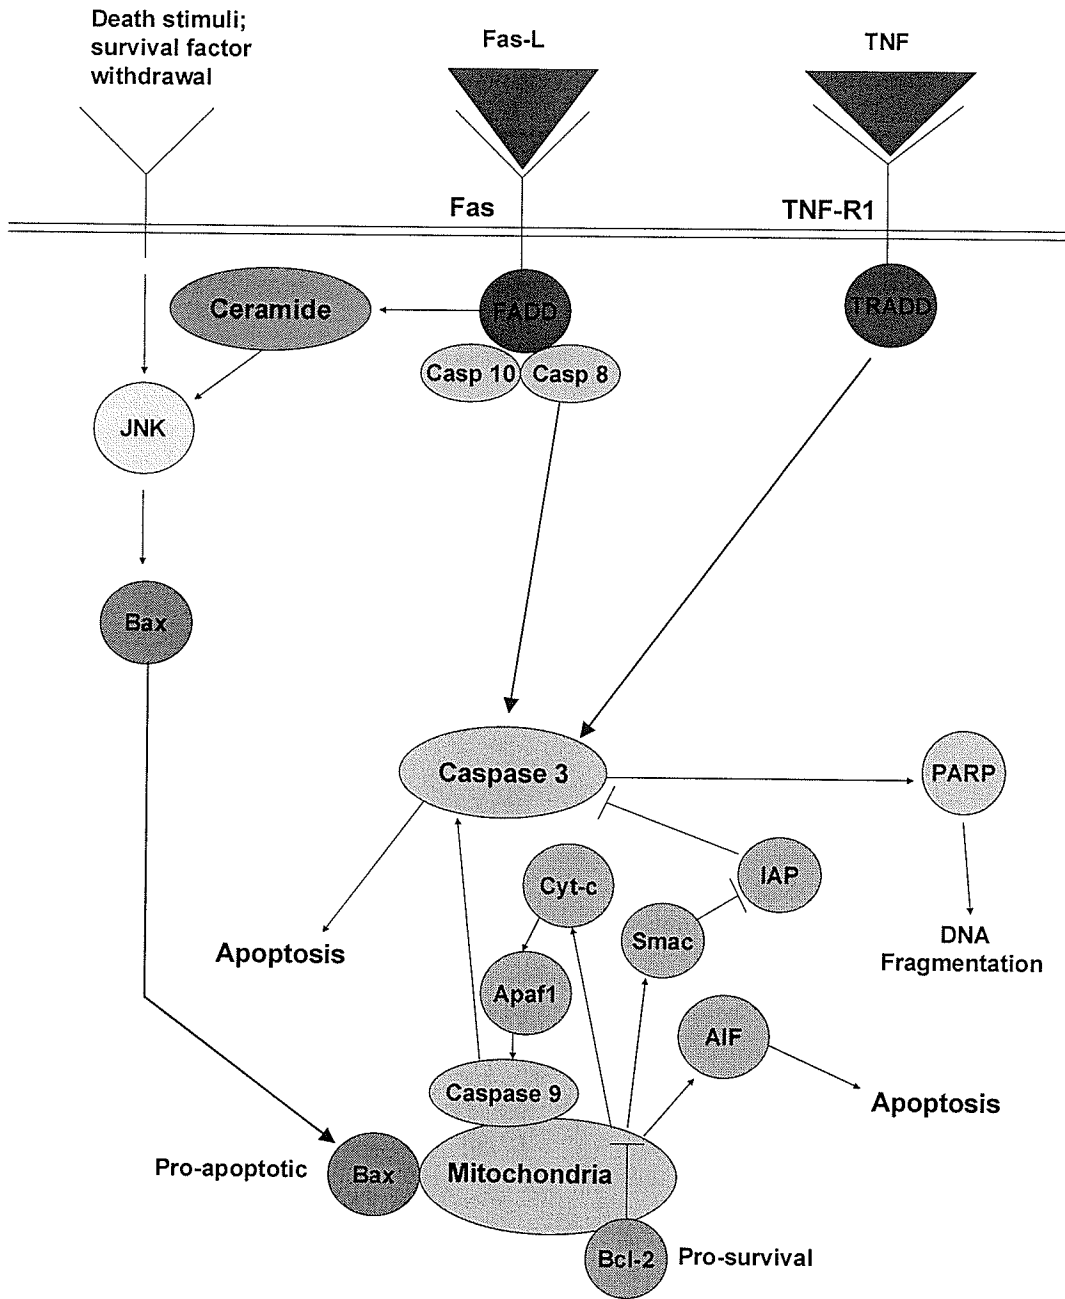 Death stimuli;
survival factor
withdrawal
Fas-L
TNF
Fas
TNF-R1
Ceramide
FADD
TRADD
Casp 10
Casp 8
JNK
Bax
Caspase 3
PARP
Cyt-c
IAP
Smac
Apoptosis
DNA
Fragmentation
Apaf1
AIF
Caspase 9
Apoptosis
Pro-apoptotic
Bax
Mitochondria
Bcl-2
Pro-survival